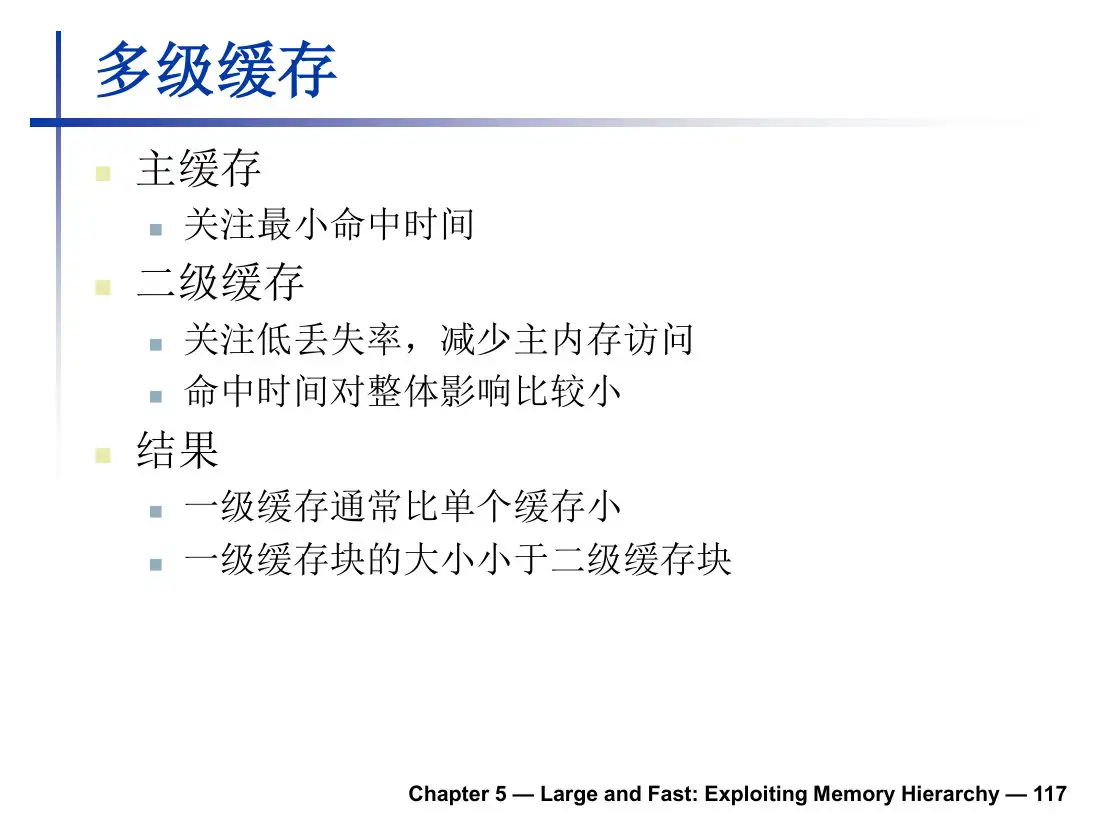 多级缓存
主缓存
关注最小命中时间
二级缓存
关注低丢失率，减少主内存访问
命中时间对整体影响比较小
结果
一级缓存通常比单个缓存小
一级缓存块的大小小于二级缓存块
Chapter 5 — Large and Fast: Exploiting Memory Hierarchy — 117